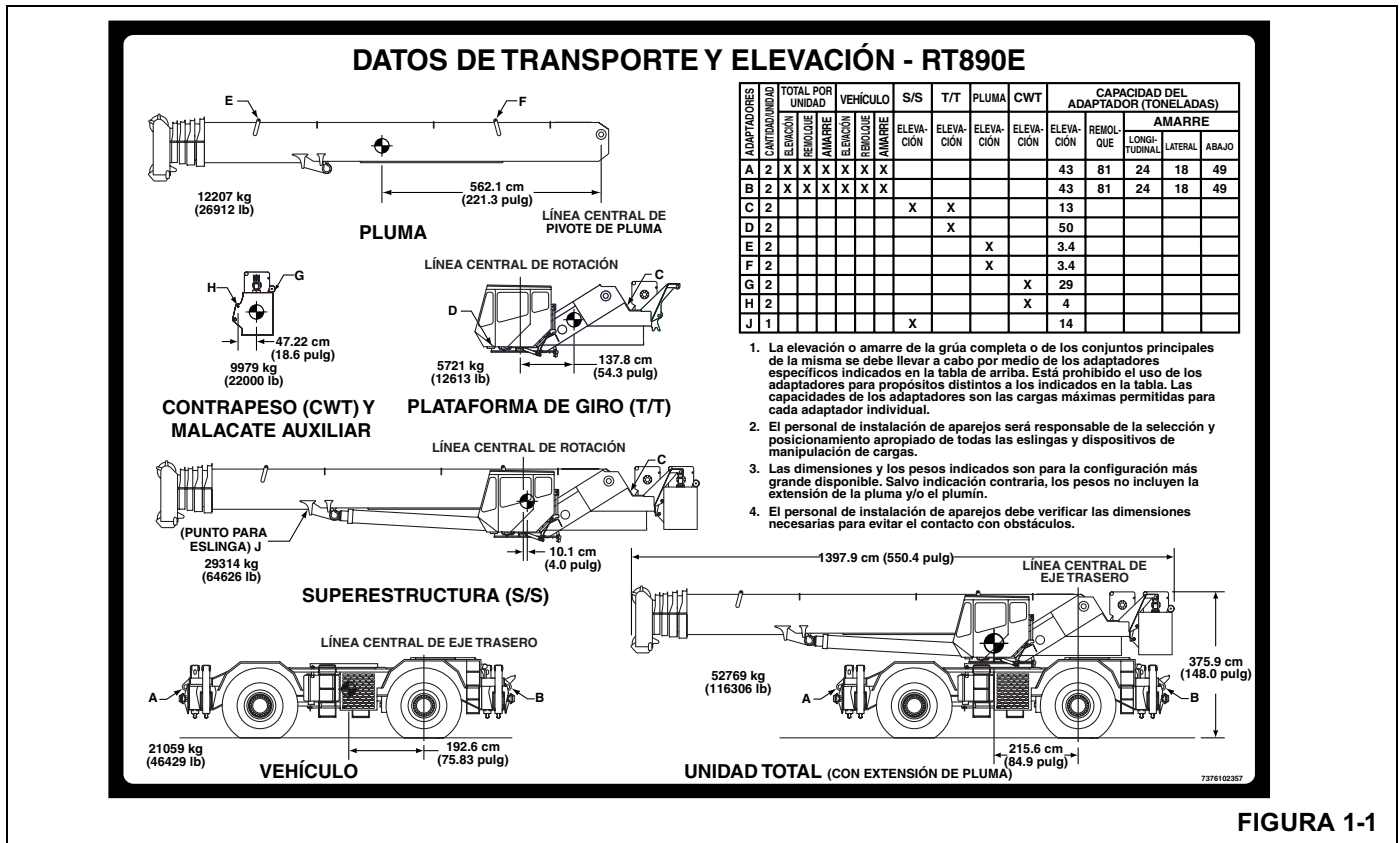 DATOS DE TRANSPORTE Y ELEVACIÓN - RT890E
E
F
12207 kg
(26912 lb)
562.1 cm
(221.3 pulg)
LÍNEA CENTRAL DE
PIVOTE DE PLUMA
PLUMA
H
G
47.22 cm
(18.6 pulg)
9979 kg
(22000 lb)
CONTRAPESO (CWT) Y
MALACATE AUXILIAR
LÍNEA CENTRAL DE ROTACIÓN
C
D
5721 kg
(12613 lb)
137.8 cm
(54.3 pulg)
PLATAFORMA DE GIRO (T/T)
LÍNEA CENTRAL DE ROTACIÓN
C
(PUNTO PARA
ESLINGA) J
29314 kg
(64626 lb)
10.1 cm
(4.0 pulg)
SUPERESTRUCTURA (S/S)
LÍNEA CENTRAL DE EJE TRASERO
A
B
21059 kg
(46429 lb)
192.6 cm
(75.83 pulg)
VEHÍCULO
ADAPTADORES CANTIDAD/UNIDAD TOTAL POR UNIDAD VEHÍCULO S/S T/T PLUMA CWT CAPACIDAD DEL ADAPTADOR (TONELADAS)
ELEVACIÓN REMOLQUE AMARRE ELEVACIÓN REMOLQUE AMARRE ELEVA-CIÓN ELEVA-CIÓN ELEVA-CIÓN ELEVA-CIÓN ELEVA-CIÓN REMOL-QUE AMARRE
LONGI-TUDINAL LATERAL ABAJO
A 2 X X X X X X 43 81 24 18 49
B 2 X X X X X X 43 81 24 18 49
C 2 X X 13
D 2 X 50
E 2 X 3.4
F 2 X 3.4
G 2 X 29
H 2 X 4
J 1 X 14
1. La elevación o amarre de la grúa completa o de los conjuntos principales
de la misma se debe llevar a cabo por medio de los adaptadores
específicos indicados en la tabla de arriba. Está prohibido el uso de los
adaptadores para propósitos distintos a los indicados en la tabla. Las
capacidades de los adaptadores son las cargas máximas permitidas para
cada adaptador individual.
2. El personal de instalación de aparejos será responsable de la selección y
posicionamiento apropiado de todas las eslingas y dispositivos de
manipulación de cargas.
3. Las dimensiones y los pesos indicados son para la configuración más
grande disponible. Salvo indicación contraria, los pesos no incluyen la
extensión de la pluma y/o el plumín.
4. El personal de instalación de aparejos debe verificar las dimensiones
necesarias para evitar el contacto con obstáculos.
1397.9 cm (550.4 pulg)
LÍNEA CENTRAL DE
EJE TRASERO
52769 kg
(116306 lb)
375.9 cm
(148.0 pulg)
A
B
215.6 cm
(84.9 pulg)
UNIDAD TOTAL (CON EXTENSIÓN DE PLUMA)
7376102357
FIGURA 1-1